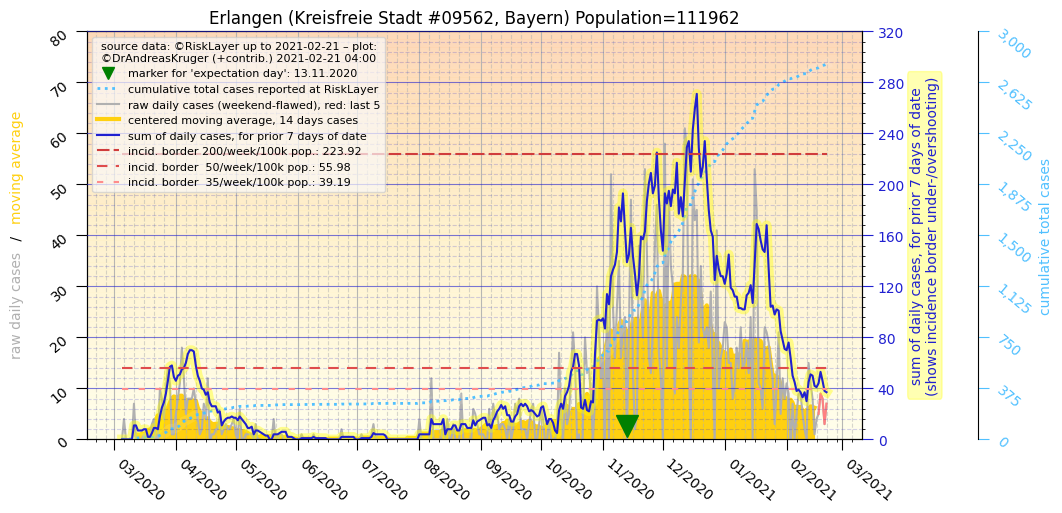 Erlangen (Kreisfreie Stadt #09562, Bayern) Population=111962
source data: ©RiskLayer up to 2021-02-21 – plot:
©DrAndreasKruger (+contrib.) 2021-02-21 04:00
marker for 'expectation day': 13.11.2020
cumulative total cases reported at RiskLayer
raw daily cases (weekend-flawed), red: last 5
centered moving average, 14 days cases
sum of daily cases, for prior 7 days of date
incid. border 200/week/100k pop.: 223.92
incid. border  50/week/100k pop.: 55.98
incid. border  35/week/100k pop.: 39.19
raw daily cases  /  moving average
80
70
60
50
40
30
20
10
0
320
280
240
200
160
120
80
40
0
sum of daily cases, for prior 7 days of date
(shows incidence border under-/overshooting)
3,000
2,625
2,250
1,875
1,500
1,125
750
375
0
cumulative total cases
03/2020
04/2020
05/2020
06/2020
07/2020
08/2020
09/2020
10/2020
11/2020
12/2020
01/2021
02/2021
03/2021